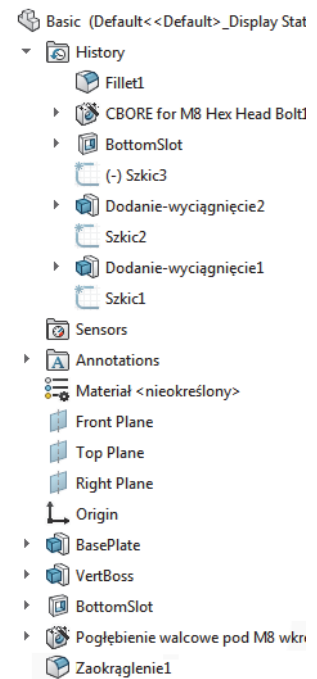 Basic (Default<<Default>_Display Stat
History
Fillet1
CBORE for M8 Hex Head Bolt1
BottomSlot
(-) Szkic3
Dodanie-wyciągnięcie2
Szkic2
Dodanie-wyciągnięcie1
Szkic1
Sensors
Annotations
Materiał <nieokreślony>
Front Plane
Top Plane
Right Plane
Origin
BasePlate
VertBoss
BottomSlot
Pogłębienie walcowe pod M8 wkrę
Zaokrąglenie1